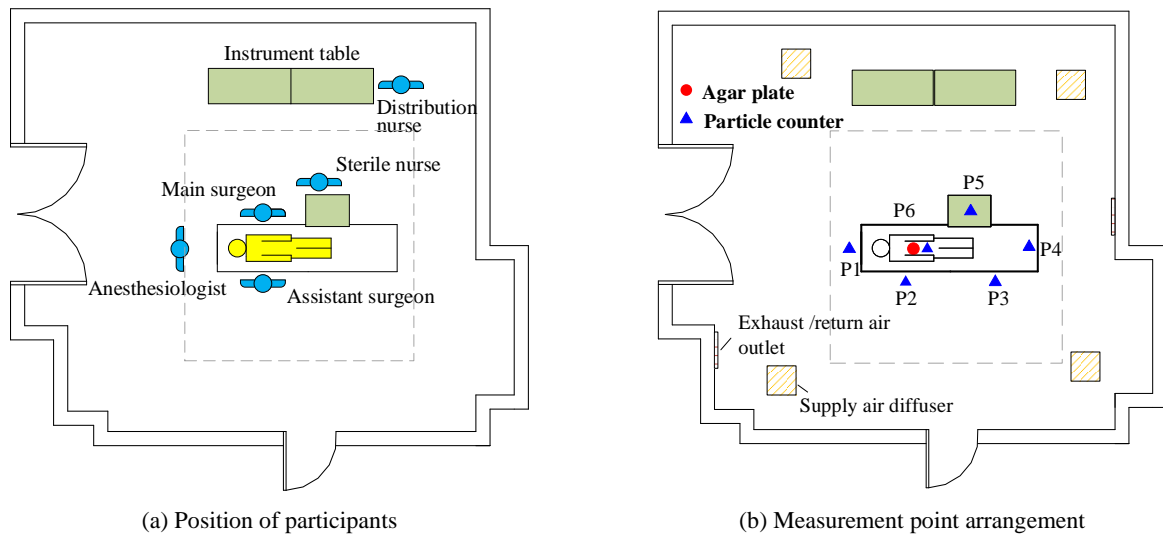 Instrument table
Distribution
nurse
Sterile nurse
Main surgeon
Anesthesiologist
Assistant surgeon
(a) Position of participants
Agar plate
Particle counter
P5
P6
P1
P4
P2
P3
Exhaust /return air
outlet
Supply air diffuser
(b) Measurement point arrangement